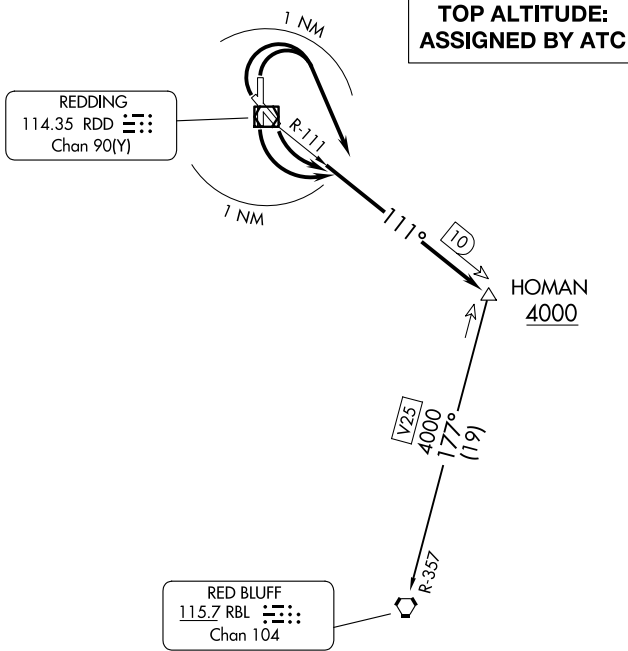 TOP ALTITUDE:
ASSIGNED BY ATC
1 NM
REDDING
114.35 RDD
Chan 90(Y)
R-111
1 NM
111°
10
HOMAN
4000
V25
4000
177°
(19)
R-357
RED BLUFF
115.7 RBL
Chan 104